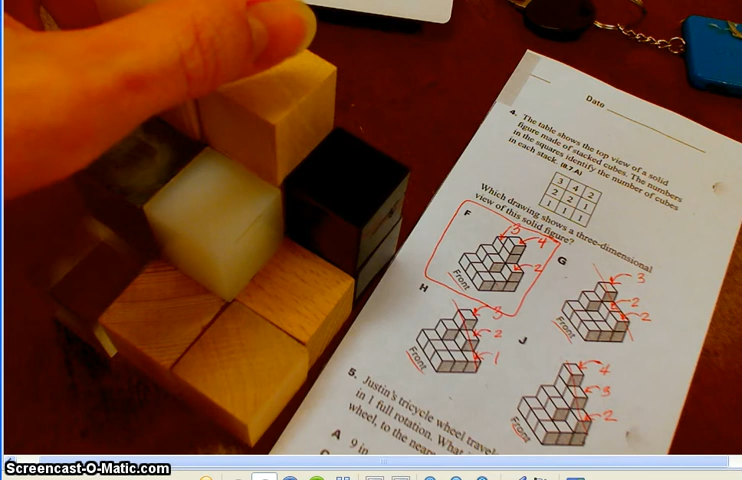 Date
4. The table shows the top view of a solid
figure made of stacked cubes. The numbers
in the squares identify the number of cubes
in each stack. (8.7 A)
3 4 2
2 2 1
1 1 1
Which drawing shows a three-dimensional
view of this solid figure?
F
3
4
2
Front
G
3
2
2
Front
H
3
2
1
Front
J
4
3
2
Front
5. Justin's tricycle wheel
in 1 full rotation. What
wheel, to the
A 9 in
Screencast-O-Matic.com